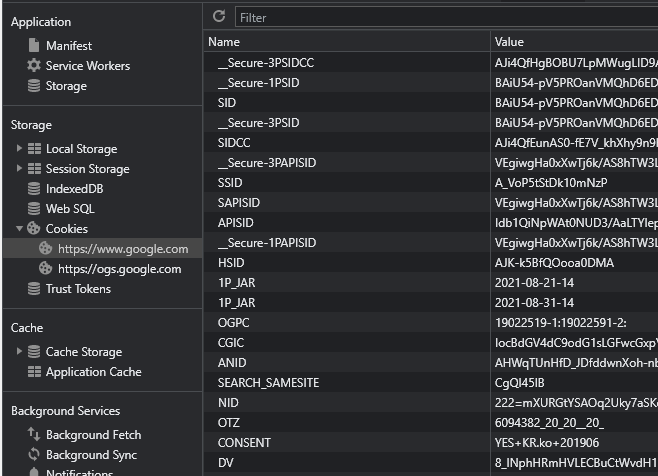 Application
Manifest
Service Workers
Storage
Storage
Local Storage
Session Storage
IndexedDB
Web SQL
Cookies
https://www.google.com
https://ogs.google.com
Trust Tokens
Cache
Cache Storage
Application Cache
Background Services
Background Fetch
Background Sync
Notifications
Filter
Name Value
__Secure-3PSIDCC AJi4QfHgBOBU7LpMWugLID9
__Secure-1PSID BAiU54-pV5PROanVMQhD6ED
SID BAiU54-pV5PROanVMQhD6ED
__Secure-3PSID BAiU54-pV5PROanVMQhD6ED
SIDCC AJi4QfEunAS0-fE7V_khXhy9n9
__Secure-3PAPISID VEgiwgHa0xXwTj6k/AS8hTW3L
SSID A_VoP5tStDk10mNzP
SAPISID VEgiwgHa0xXwTj6k/AS8hTW3L
APISID Idb1QiNpWAt0NUD3/AaLTYIep
__Secure-1PAPISID VEgiwgHa0xXwTj6k/AS8hTW3L
HSID AJK-k5BfQOooa0DMA
1P_JAR 2021-08-21-14
1P_JAR 2021-08-31-14
OGPC 19022519-1:19022591-2:
CGIC IocBdGV4dC9odG1sLGFwcGxpY
ANID AHWqTUnHfD_JDfddwnXoh-nb
SEARCH_SAMESITE CgQI45IB
NID 222=mXURGtYSAOq2Uky7aSK
OTZ 6094382_20_20__20_
CONSENT YES+KR.ko+201906
DV 8_INphHRmHVLECBuCtWvdH1